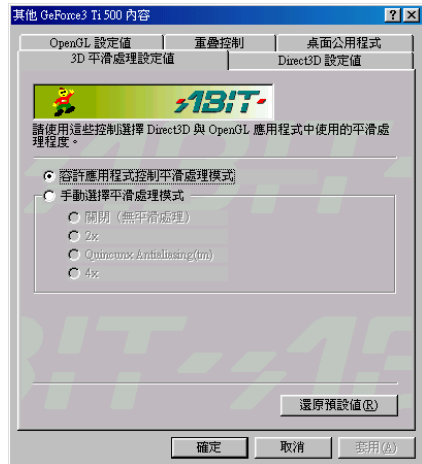 其他 GeForce3 Ti 500 內容
OpenGL 設定值
重疊控制
桌面公用程式
3D 平滑處理設定值
Direct3D 設定值
ABIT
請使用這些控制選擇 Direct3D 與 OpenGL 應用程式中使用的平滑處
理程度。
容許應用程式控制平滑處理模式
手動選擇平滑處理模式
關閉（無平滑處理）
2x
Quincunx Antialiasing(tm)
4x
還原預設值(R)
確定
取消
套用(A)